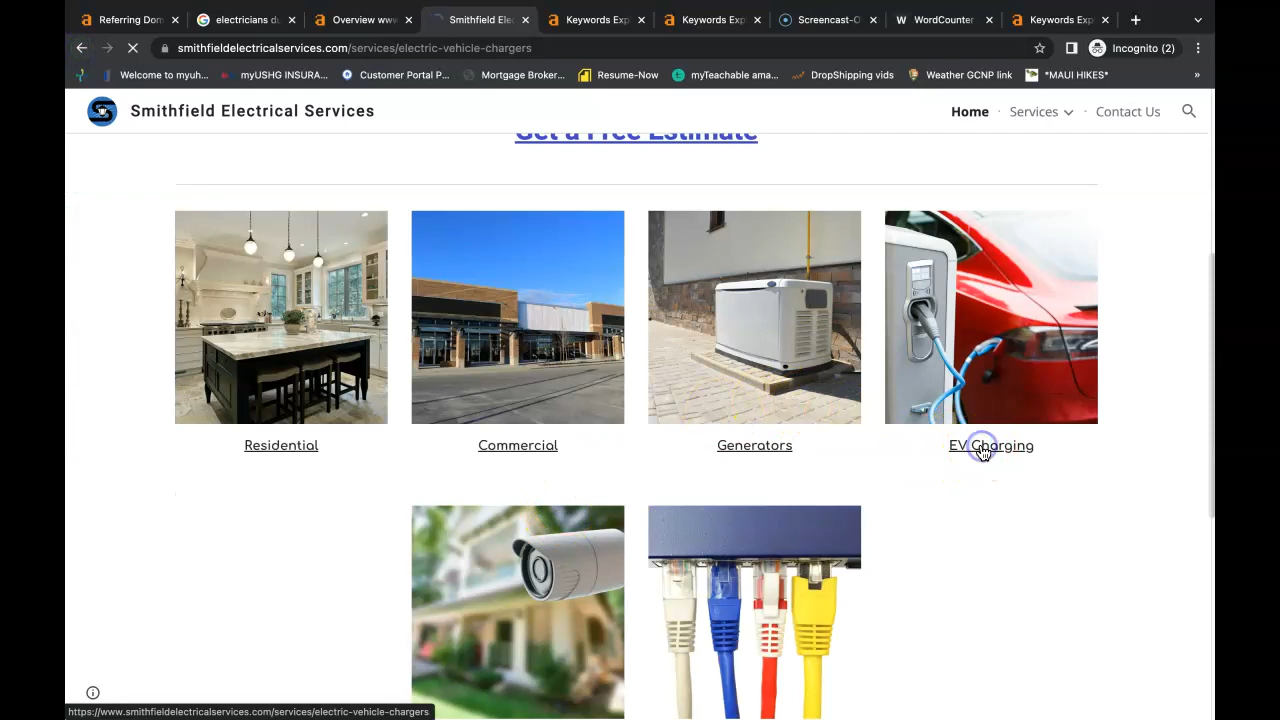 Referring Dom
electricians du
Overview www
Smithfield Elec
Keywords Exp
Keywords Exp
Screencast-O
WordCounter
Keywords Exp
smithfieldelectricalservices.com/services/electric-vehicle-chargers
Incognito (2)
Welcome to myuh...
myUSHG INSURA...
Customer Portal P...
Mortgage Broker...
Resume-Now
myTeachable ama...
DropShipping vids
Weather GCNP link
*MAUI HIKES*
»
Smithfield Electrical Services
Home
Services
Contact Us
Get a Free Estimate
Residential
Commercial
Generators
EV Charging
https://www.smithfieldelectricalservices.com/services/electric-vehicle-chargers